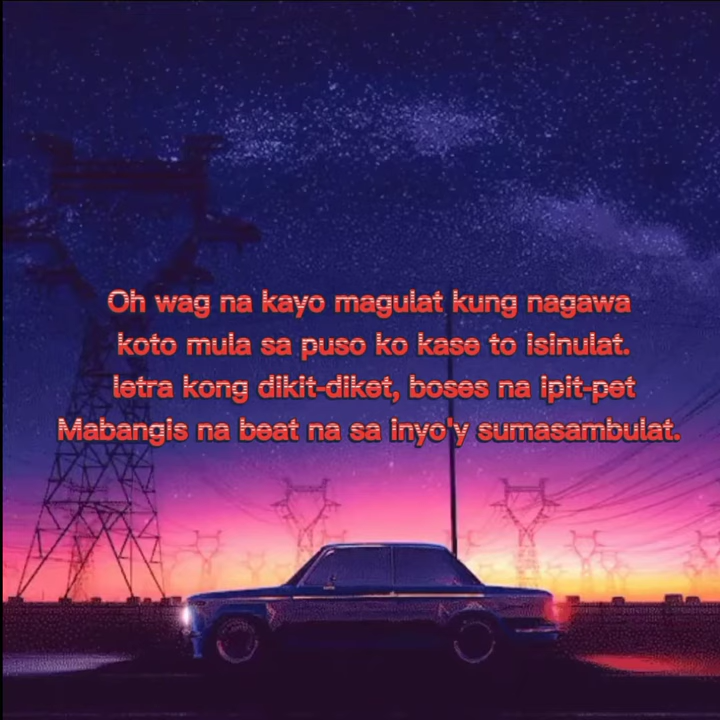 Oh wag na kayo magulat kung nagawa
koto mula sa puso ko kase to isinulat.
letra kong dikit-diket, boses na ipit-pet
Mabangis na beat na sa inyo'y sumasambulat.